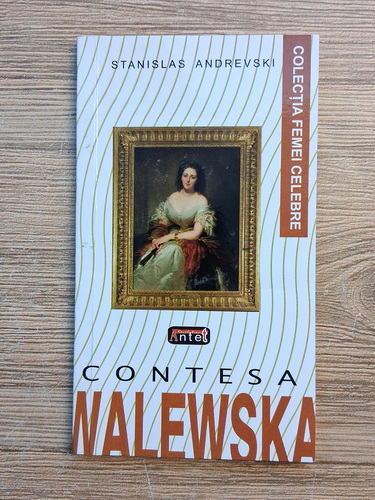 STANISLAS ANDREVSKI
COLECȚIA FEMEI CELEBRE
Antet
CONTESA
WALEWSKA